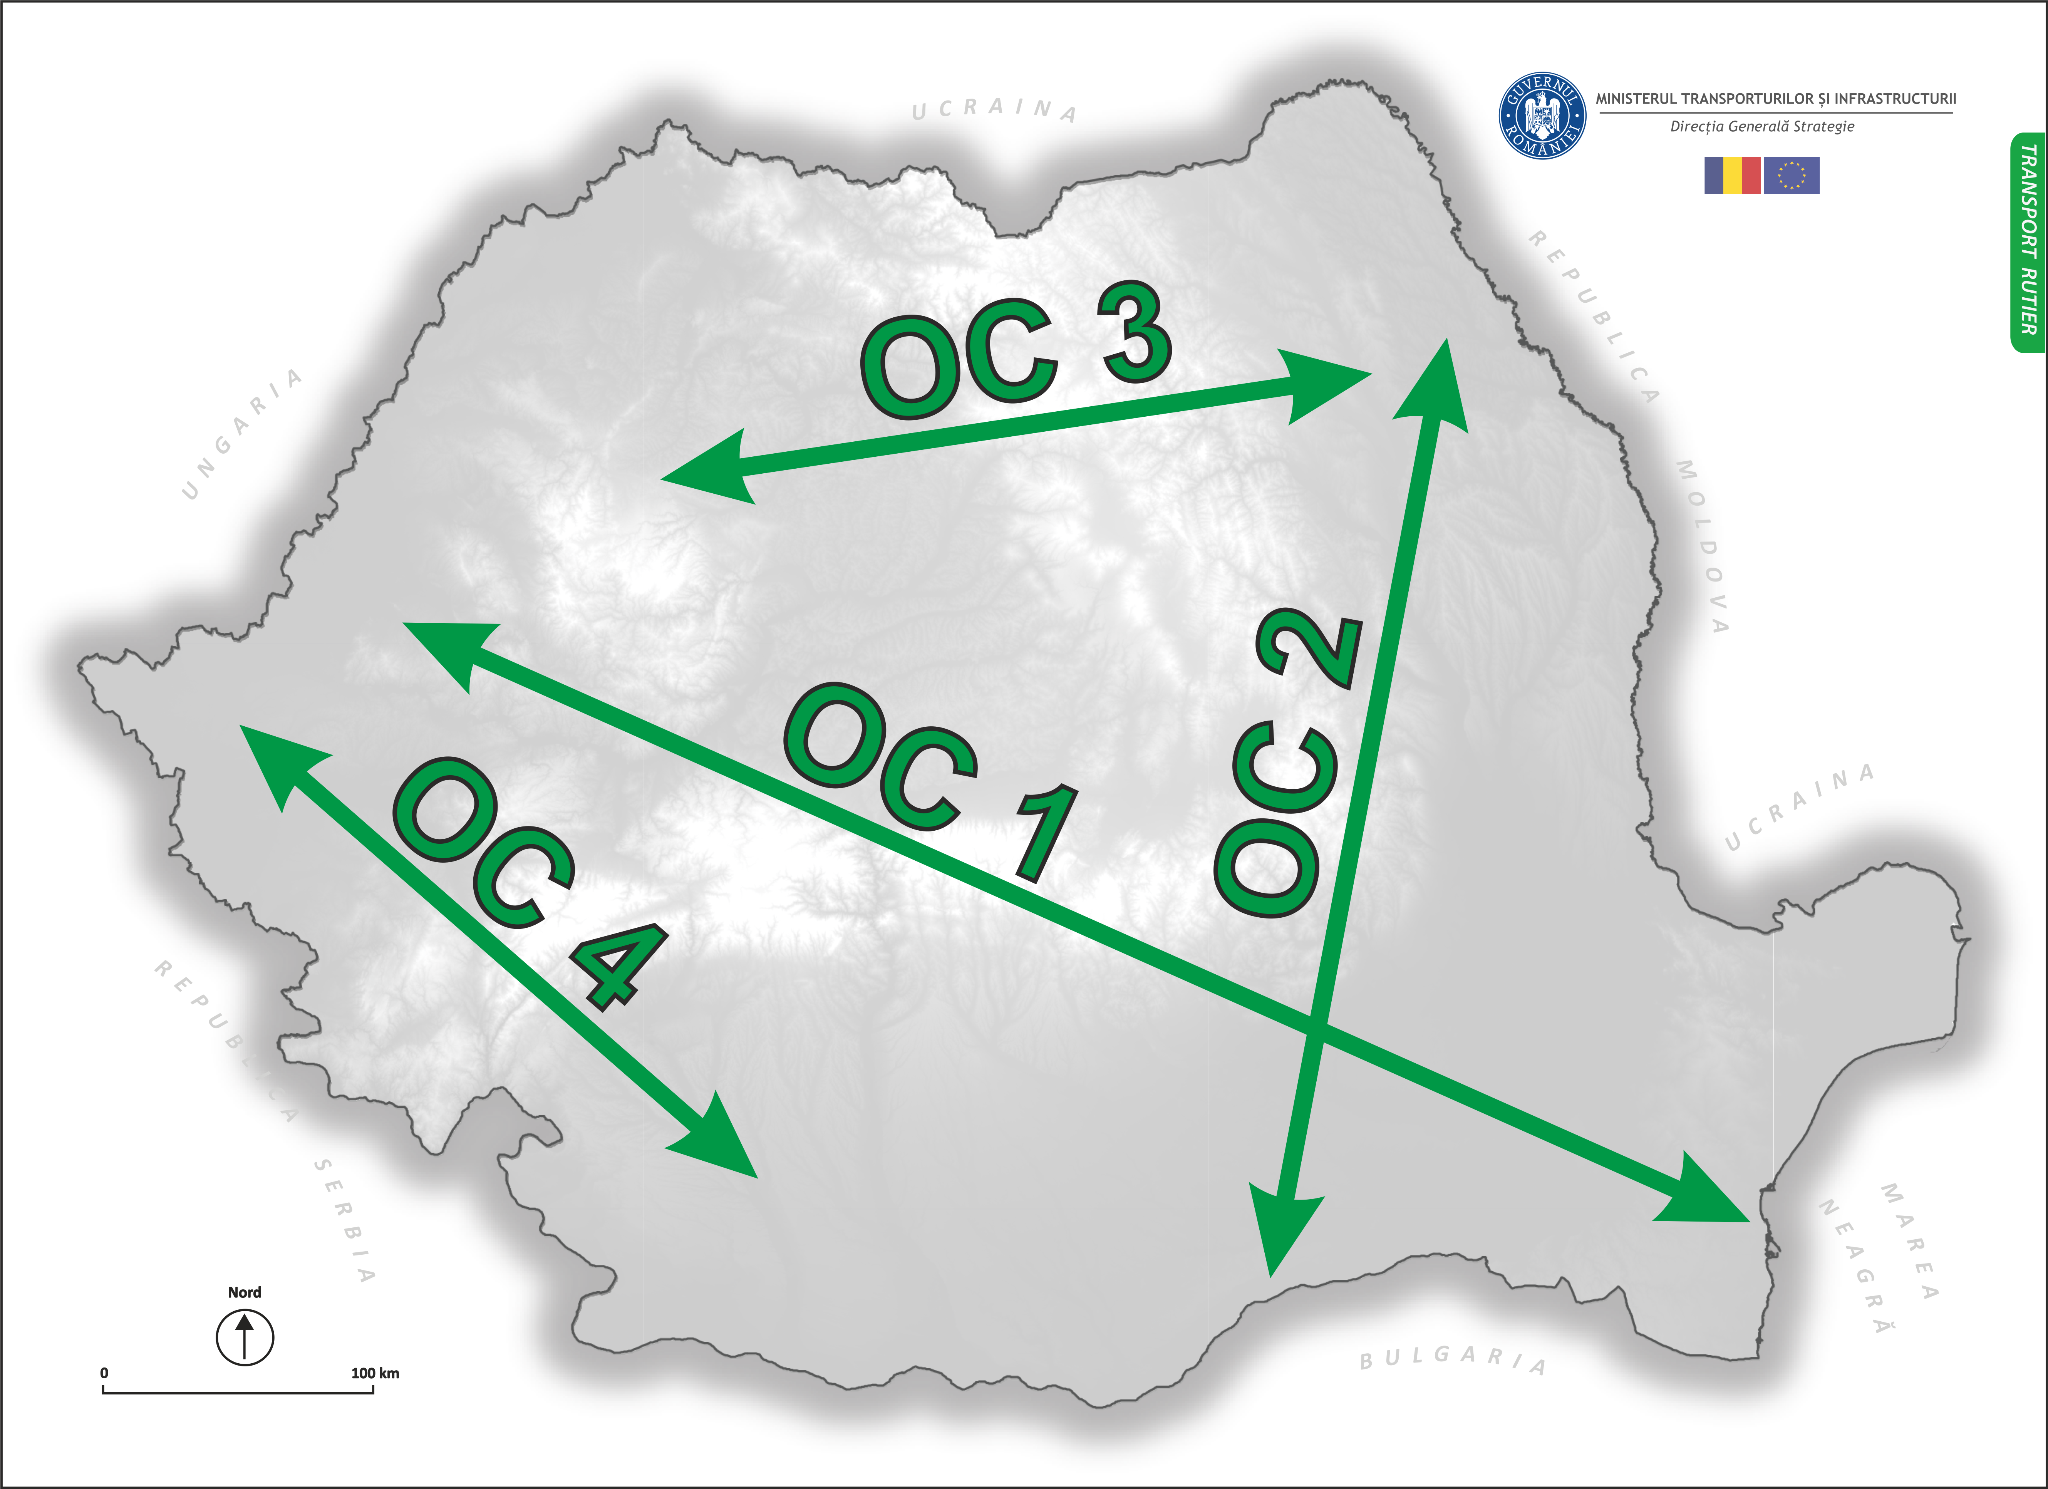 UCRAINA
GUVERNUL ROMÂNIEI
MINISTERUL TRANSPORTURILOR ȘI INFRASTRUCTURII
Direcția Generală Strategie
TRANSPORT RUTIER
REPUBLICA MOLDOVA
UNGARIA
OC 3
OC 2
OC 1
OC 4
UCRAINA
REPUBLICA SERBIA
MAREA NEAGRĂ
BULGARIA
Nord
0 100 km